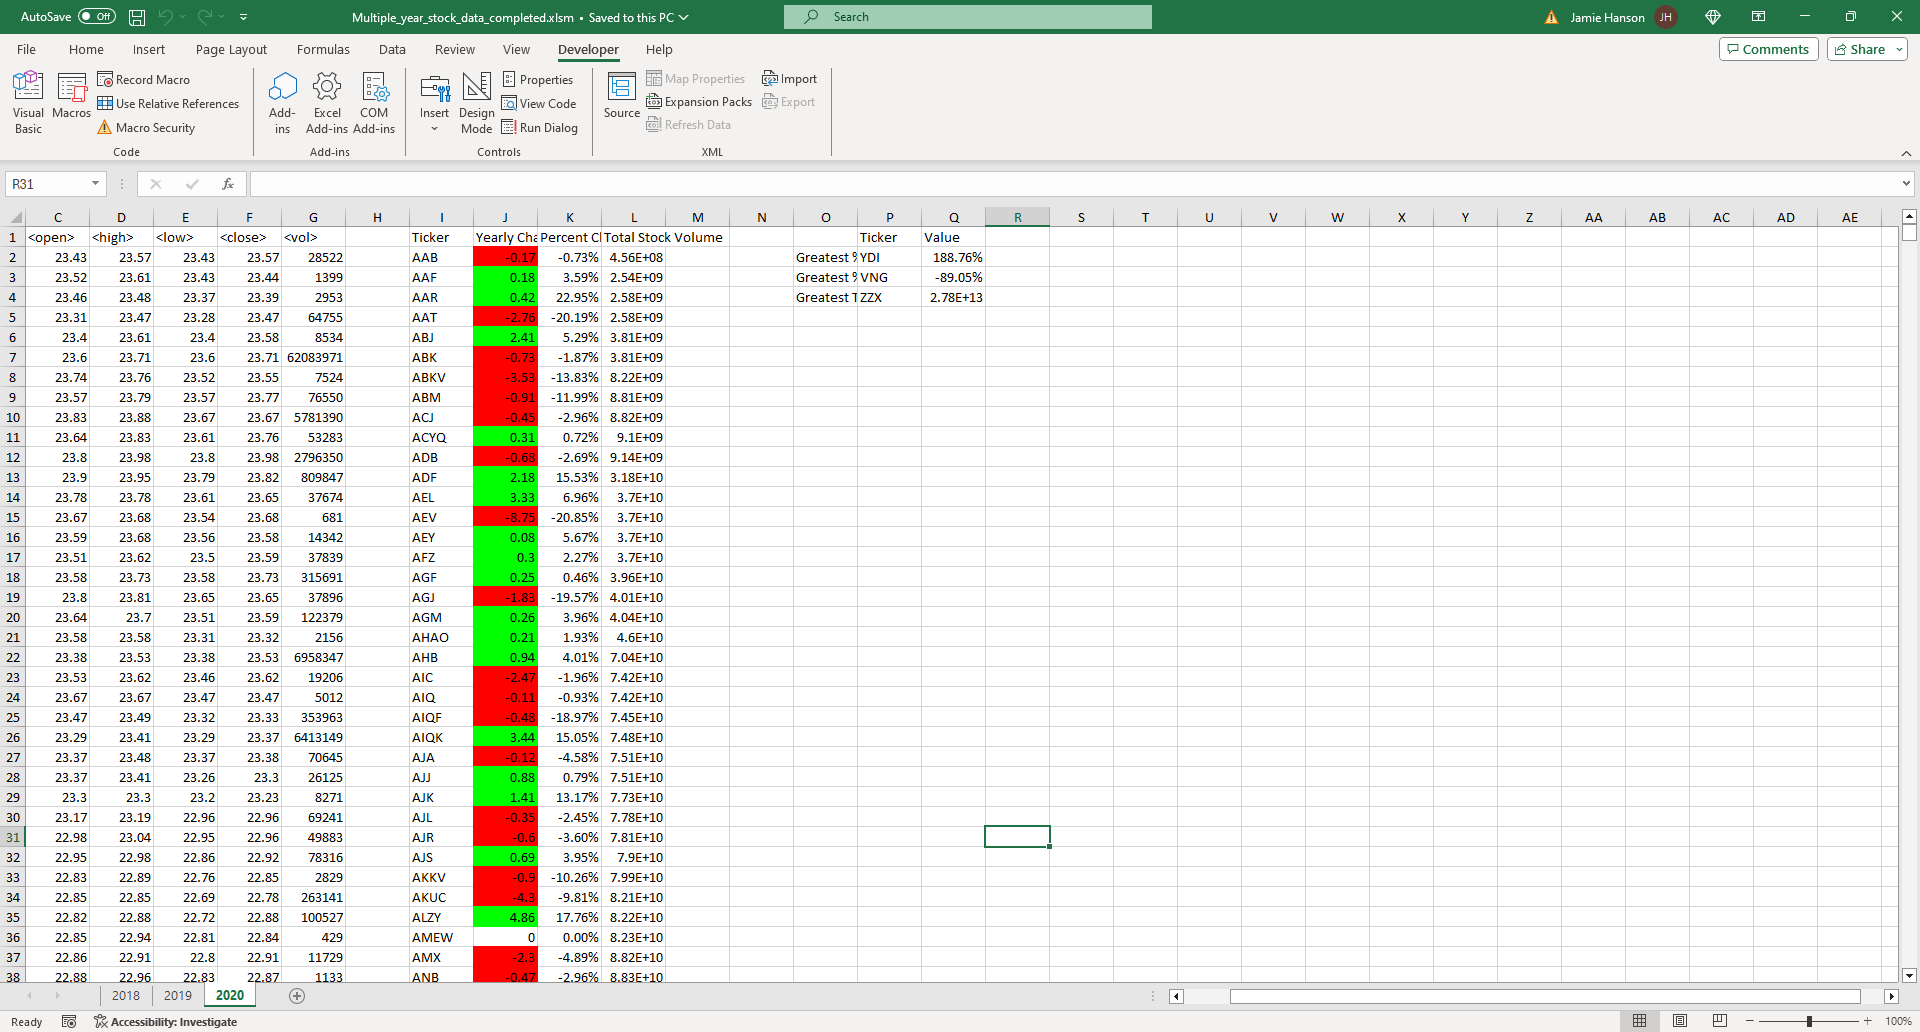 AutoSave Off Multiple_year_stock_data_completed.xlsm • Saved to this PC Search Jamie Hanson JH
File Home Insert Page Layout Formulas Data Review View Developer Help Comments Share
Visual Basic
Macros
Record Macro
Use Relative References
Macro Security
Code
Add-ins
Excel Add-ins
COM Add-ins
Add-ins
Insert
Design Mode
Properties
View Code
Run Dialog
Controls
Source
Map Properties
Expansion Packs
Refresh Data
Import
Export
XML
R31 fx
C D E F G H I J K L M N O P Q R S T U V W X Y Z AA AB AC AD AE
1 <open> <high> <low> <close> <vol> Ticker Yearly Cha Percent Cl Total Stock Volume Ticker Value
2 23.43 23.57 23.43 23.57 28522 AAB -0.17 -0.73% 4.56E+08 Greatest % YDI 188.76%
3 23.52 23.61 23.43 23.44 1399 AAF 0.18 3.59% 2.54E+09 Greatest % VNG -89.05%
4 23.46 23.48 23.37 23.39 2953 AAR 0.42 22.95% 2.58E+09 Greatest T ZZX 2.78E+13
5 23.31 23.47 23.28 23.47 64755 AAT -2.76 -20.19% 2.58E+09
6 23.4 23.61 23.4 23.58 8534 ABJ 2.41 5.29% 3.81E+09
7 23.6 23.71 23.6 23.71 62083971 ABK -0.73 -1.87% 3.81E+09
8 23.74 23.76 23.52 23.55 7524 ABKV -3.53 -13.83% 8.22E+09
9 23.57 23.79 23.57 23.77 76550 ABM -0.91 -11.99% 8.81E+09
10 23.83 23.88 23.67 23.67 5781390 ACJ -0.45 -2.96% 8.82E+09
11 23.64 23.83 23.61 23.76 53283 ACYQ 0.31 0.72% 9.1E+09
12 23.8 23.98 23.8 23.98 2796350 ADB -0.68 -2.69% 9.14E+09
13 23.9 23.95 23.79 23.82 809847 ADF 2.18 15.53% 3.18E+10
14 23.78 23.78 23.61 23.65 37674 AEL 3.33 6.96% 3.7E+10
15 23.67 23.68 23.54 23.68 681 AEV -8.75 -20.85% 3.7E+10
16 23.59 23.68 23.56 23.58 14342 AEY 0.08 5.67% 3.7E+10
17 23.51 23.62 23.5 23.59 37839 AFZ 0.3 2.27% 3.7E+10
18 23.58 23.73 23.58 23.73 315691 AGF 0.25 0.46% 3.96E+10
19 23.8 23.81 23.65 23.65 37896 AGJ -1.83 -19.57% 4.01E+10
20 23.64 23.7 23.51 23.59 122379 AGM 0.26 3.96% 4.04E+10
21 23.58 23.58 23.31 23.32 2156 AHAO 0.21 1.93% 4.6E+10
22 23.38 23.53 23.38 23.53 6958347 AHB 0.94 4.01% 7.04E+10
23 23.53 23.62 23.46 23.62 19206 AIC -2.47 -1.96% 7.42E+10
24 23.67 23.67 23.47 23.47 5012 AIQ -0.11 -0.93% 7.42E+10
25 23.47 23.49 23.32 23.33 353963 AIQF -0.48 -18.97% 7.45E+10
26 23.29 23.41 23.29 23.37 6413149 AIQK 3.44 15.05% 7.48E+10
27 23.37 23.48 23.37 23.38 70645 AJA -0.12 -4.58% 7.51E+10
28 23.37 23.41 23.26 23.3 26125 AJJ 0.88 0.79% 7.51E+10
29 23.3 23.3 23.2 23.23 8271 AJK 1.41 13.17% 7.73E+10
30 23.17 23.19 22.96 22.96 69241 AJL -0.35 -2.45% 7.78E+10
31 22.98 23.04 22.95 22.96 49883 AJR -0.6 -3.60% 7.81E+10
32 22.95 22.98 22.86 22.92 78316 AJS 0.69 3.95% 7.9E+10
33 22.83 22.89 22.76 22.85 2829 AKKV -0.9 -10.26% 7.99E+10
34 22.85 22.85 22.69 22.78 263141 AKUC -4.3 -9.81% 8.21E+10
35 22.82 22.88 22.72 22.88 100527 ALZY 4.86 17.76% 8.22E+10
36 22.85 22.94 22.81 22.84 429 AMEW 0 0.00% 8.23E+10
37 22.86 22.91 22.8 22.91 11729 AMX -2.3 -4.89% 8.82E+10
38 22.88 22.96 22.83 22.87 1133 ANB -0.47 -2.96% 8.83E+10
2018 2019 2020
Ready Accessibility: Investigate 100%